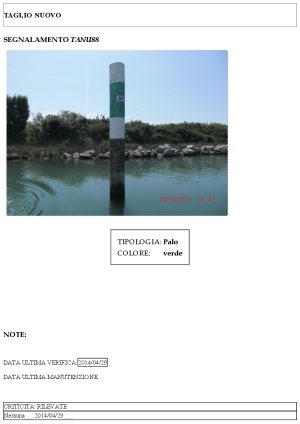 TAGLIO NUOVO
SEGNALAMENTO TANUSS
TIPOLOGIA: Palo
COLORE: verde
NOTE:
DATA ULTIMA VERIFICA 2014/04/29
DATA ULTIMA MANUTENZIONE
CRITICITA' RILEVATE
Nessuna 2014/04/29